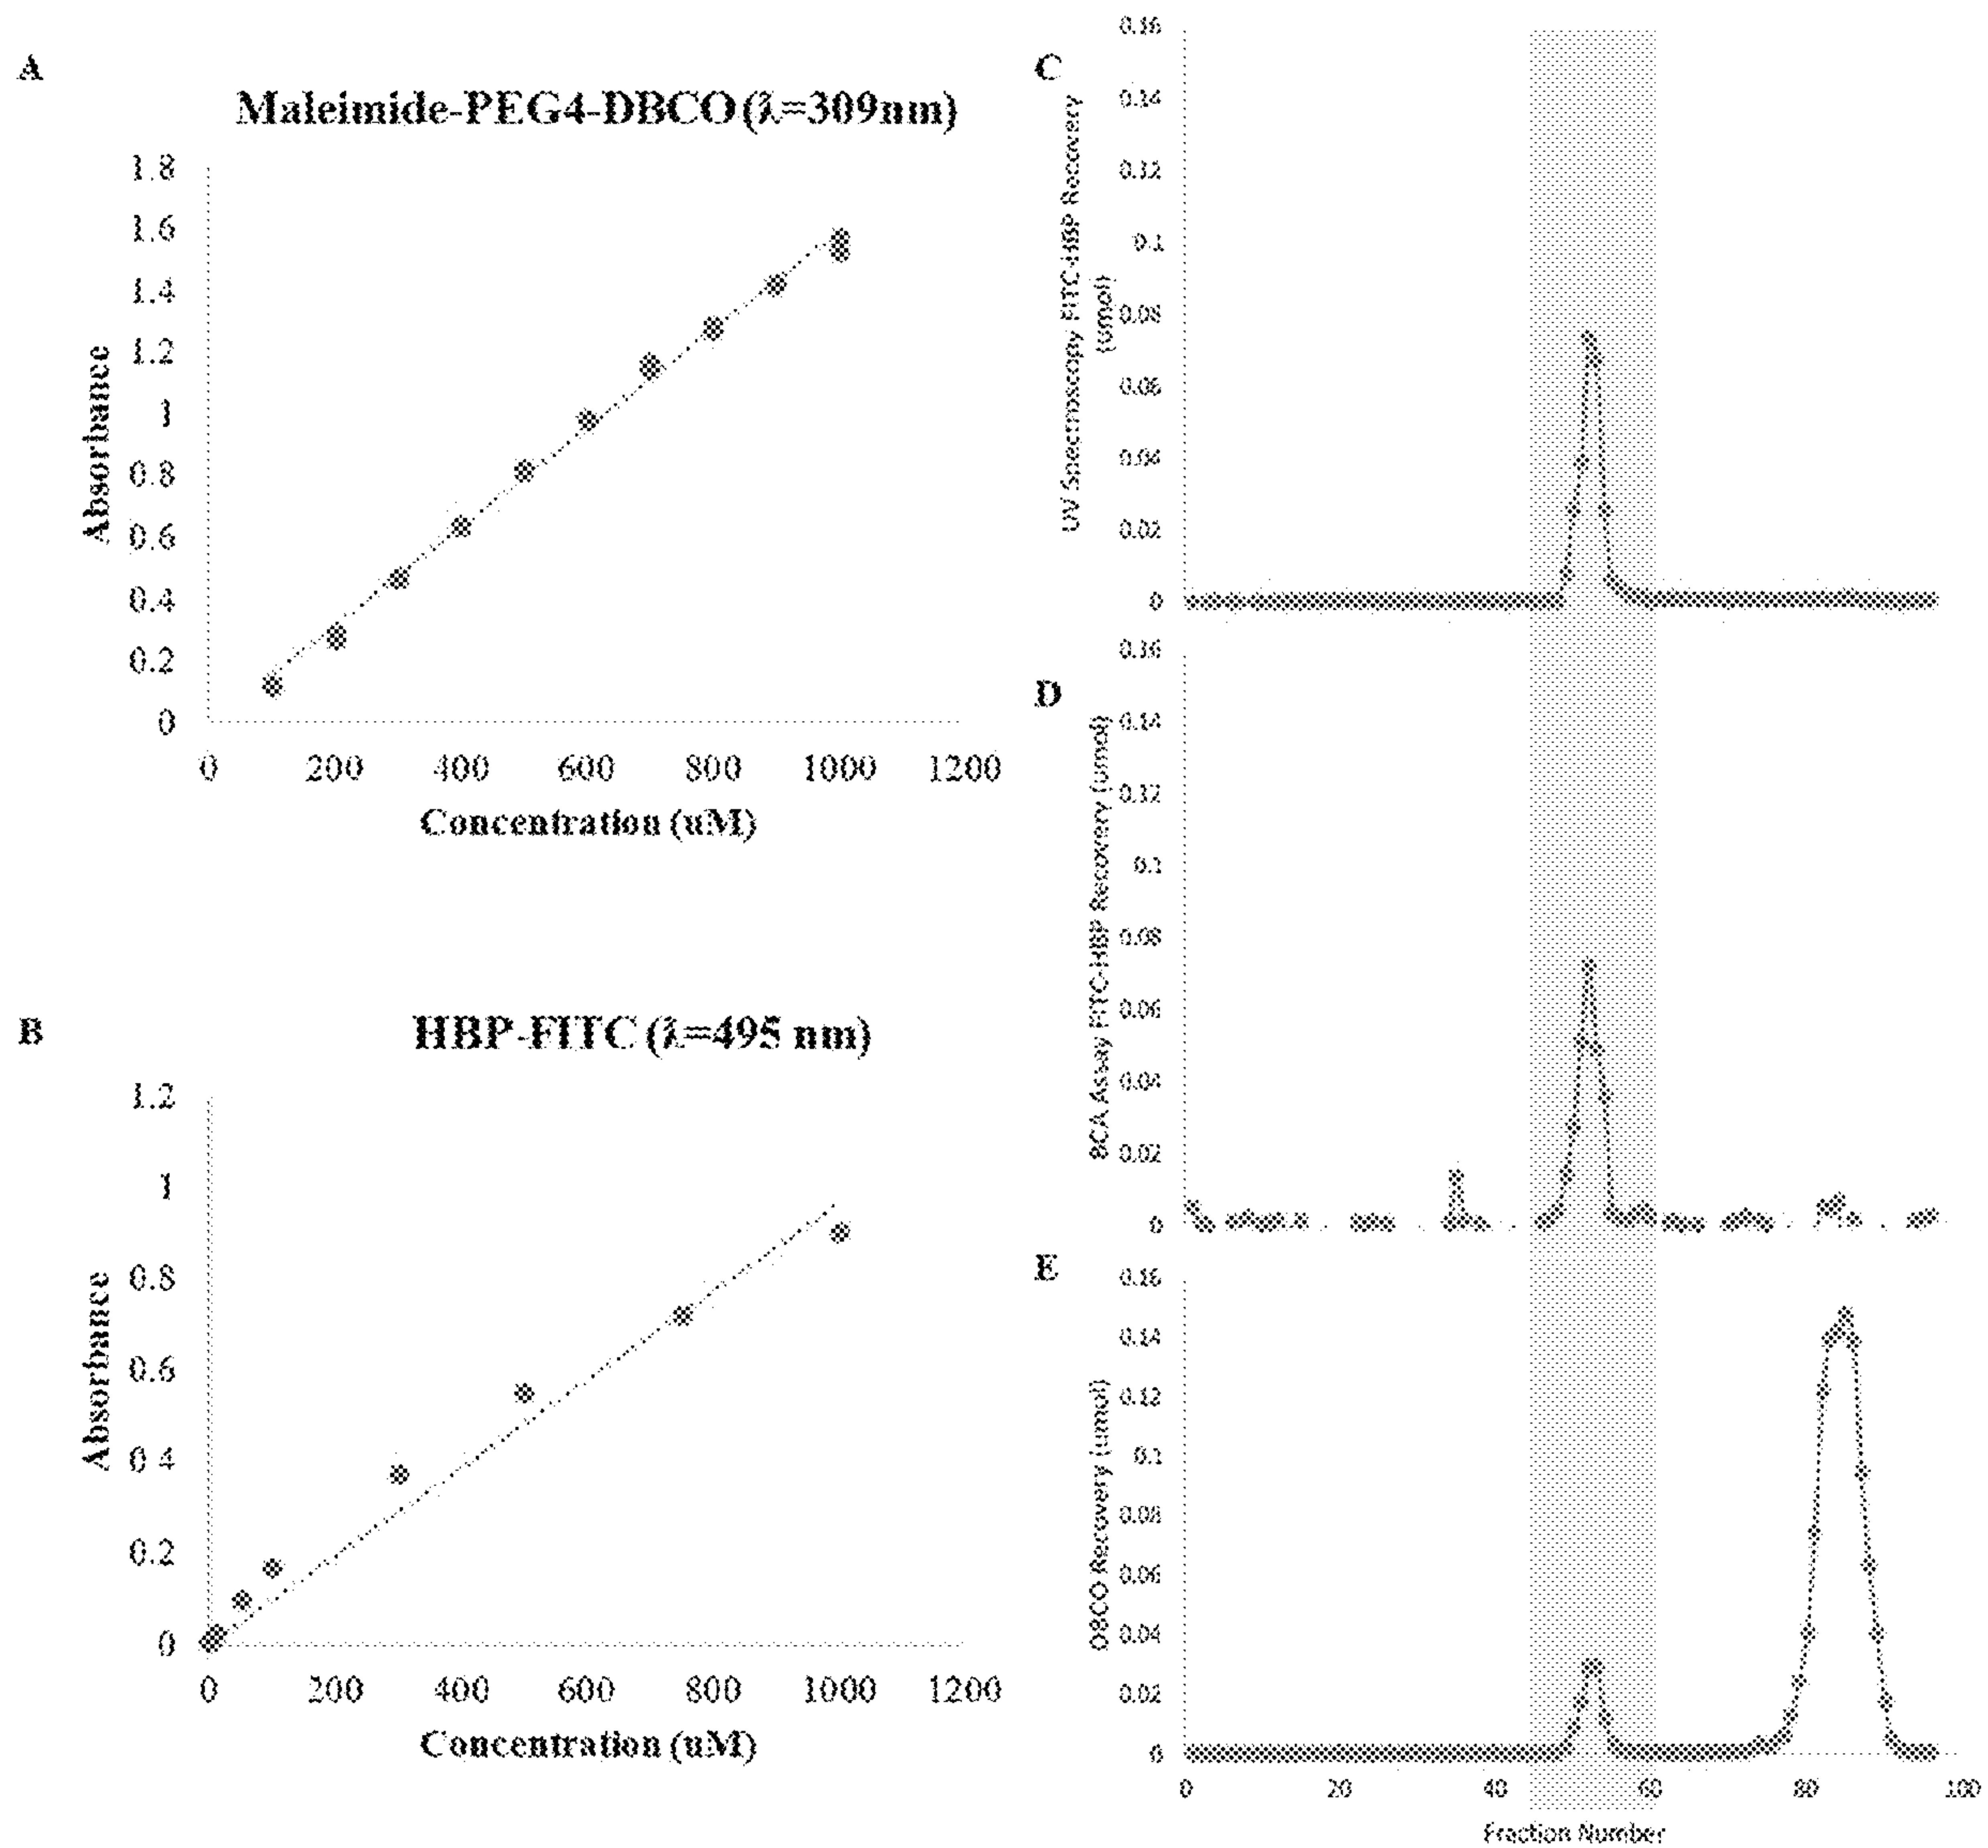 A
Maleimide-PEG4-DBCO (λ=309nm)
1.8
1.6
1.4
1.2
1
0.8
0.6
0.4
0.2
0
Absorbance
0 200 400 600 800 1000 1200
Concentration (uM)
B
HBP-FITC (λ=495 nm)
1.2
1
0.8
0.6
0.4
0.2
0
Absorbance
0 200 400 600 800 1000 1200
Concentration (uM)
C
UV Spectroscopy FITC-HBP Recovery
(umol)
0.16
0.14
0.12
0.1
0.08
0.06
0.04
0.02
0
D
BCA Assay FITC-HBP Recovery (umol)
0.16
0.14
0.12
0.1
0.08
0.06
0.04
0.02
0
E
DBCO Recovery (umol)
0.16
0.14
0.12
0.1
0.08
0.06
0.04
0.02
0
0 20 40 60 80 100
Fraction Number